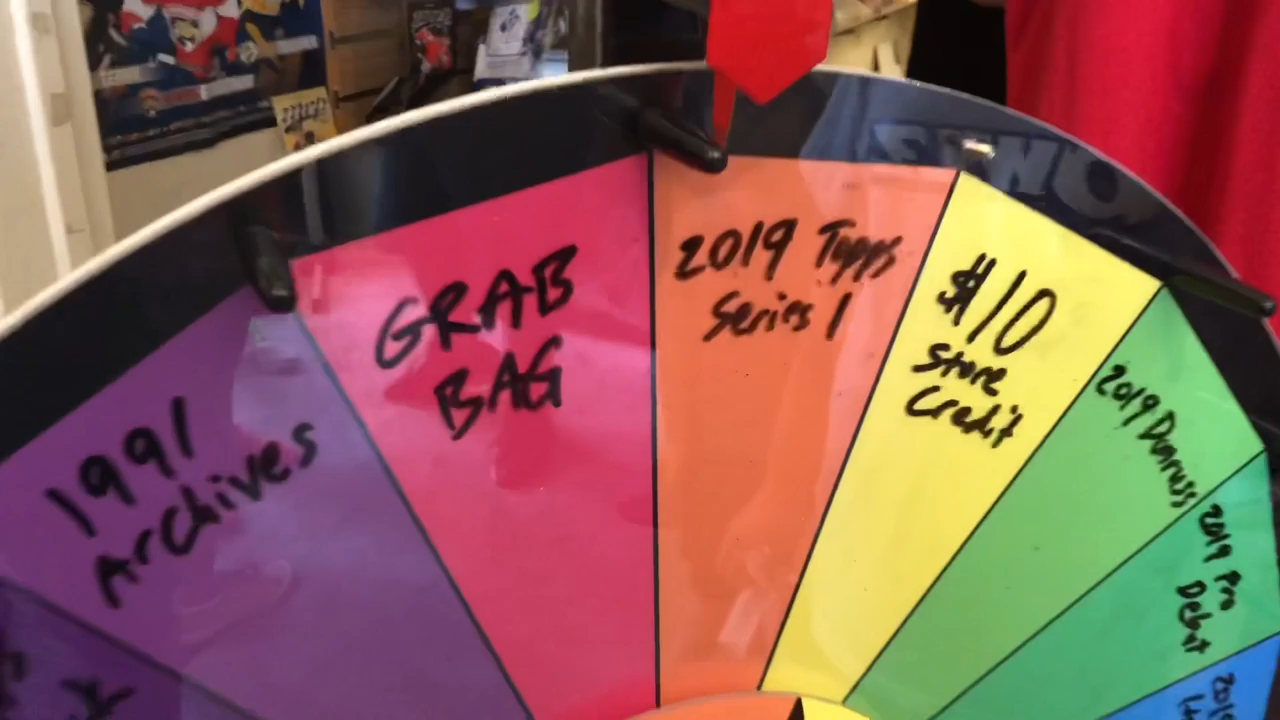 GRAB
BAG
2019 Topps
Series 1
$10
Store
Credit
1991
Archives
2019 Donruss
2019 Pro
Debut